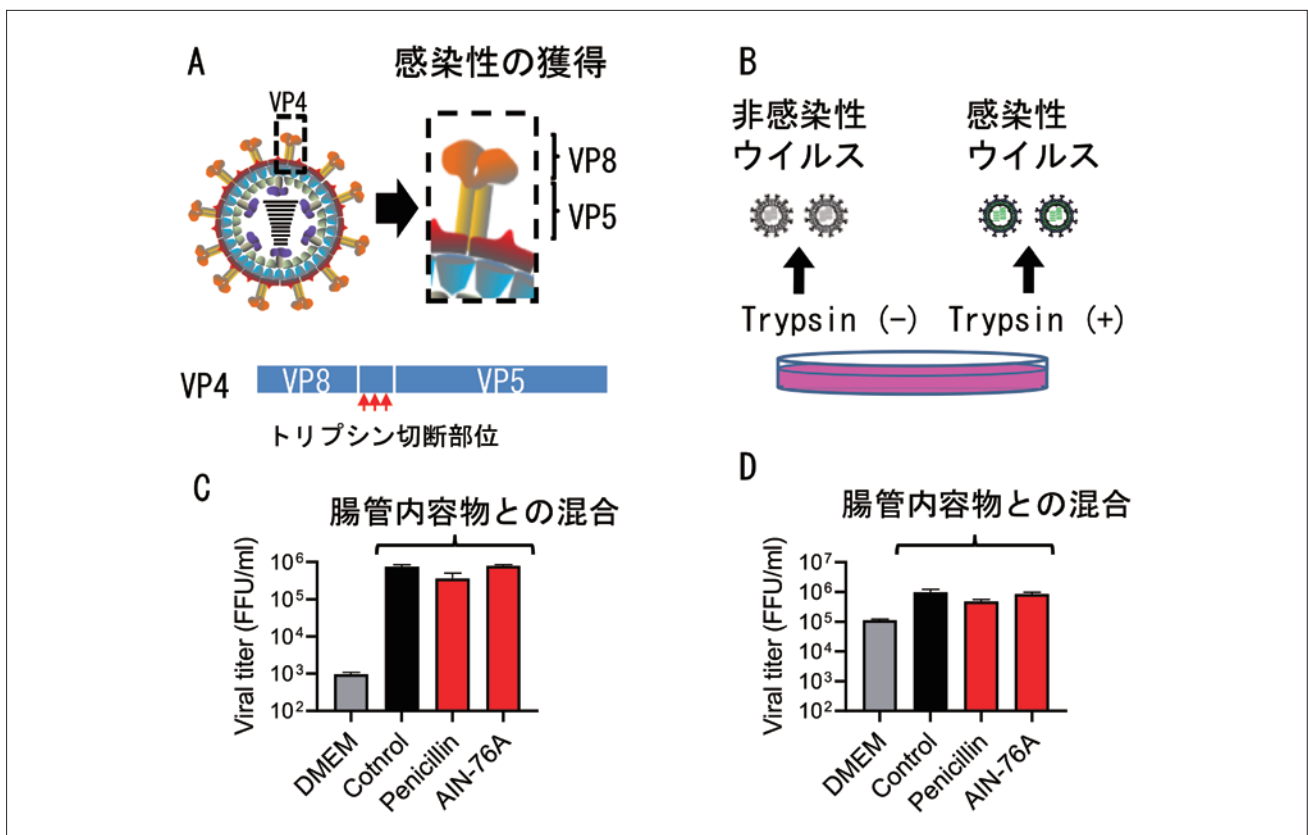 A
感染性の獲得
VP4
VP8
VP5
VP4
VP8
VP5
トリプシン切断部位
B
非感染性
ウイルス
感染性
ウイルス
Trypsin (-)
Trypsin (+)
C
腸管内容物との混合
Viral titer (FFU/ml)
10⁶
10⁵
10⁴
10³
10²
DMEM
Cotnrol
Penicillin
AIN-76A
D
腸管内容物との混合
Viral titer (FFU/ml)
10⁷
10⁶
10⁵
10⁴
10³
10²
DMEM
Control
Penicillin
AIN-76A